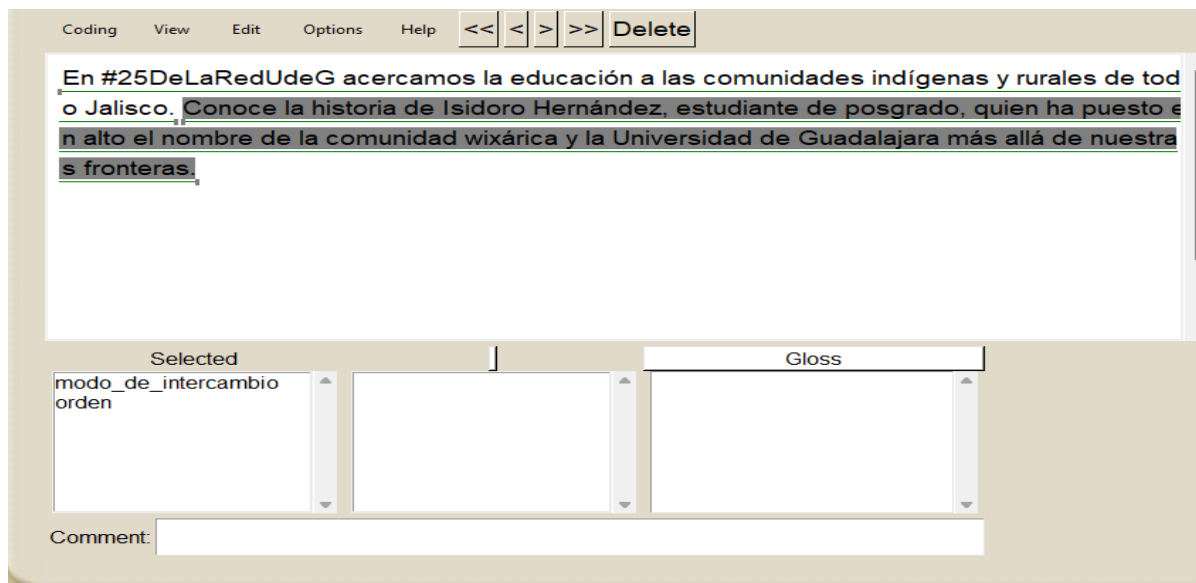 Coding View Edit Options Help << < > >> Delete
En #25DeLaRedUdeG acercamos la educación a las comunidades indígenas y rurales de tod
o Jalisco. Conoce la historia de Isidoro Hernández, estudiante de posgrado, quien ha puesto e
n alto el nombre de la comunidad wixárica y la Universidad de Guadalajara más allá de nuestra
s fronteras.
Selected Gloss
modo_de_intercambio
orden
Comment: